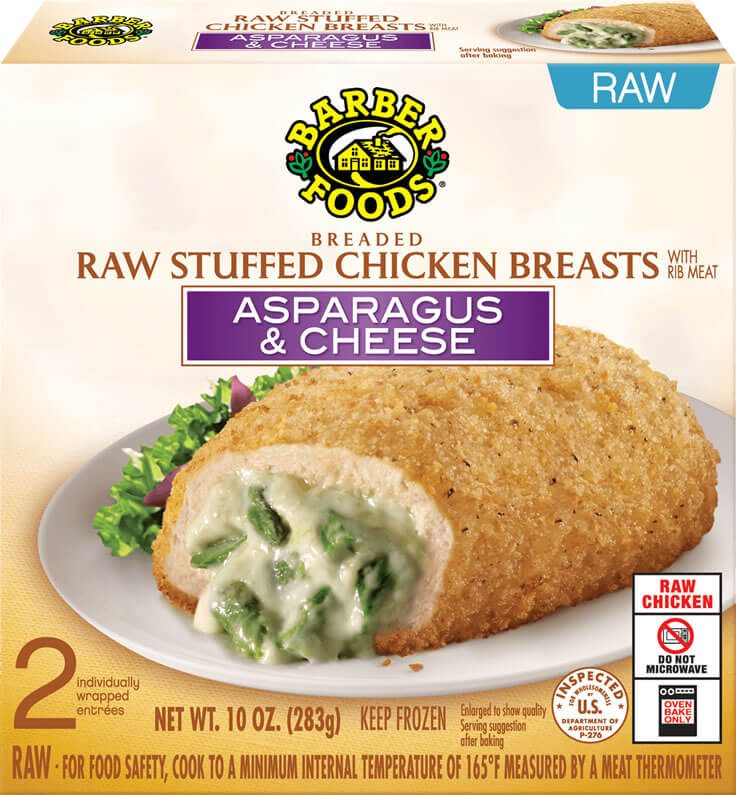 BARBER
FOODS
BREADED
RAW STUFFED
CHICKEN BREASTS WITH
RIB MEAT
ASPARAGUS
& CHEESE
Serving suggestion
after baking
RAW
BARBER
FOODS®
BREADED
RAW STUFFED CHICKEN BREASTS WITH
RIB MEAT
ASPARAGUS
& CHEESE
RAW
CHICKEN
DO NOT
MICROWAVE
OVEN
BAKE
ONLY
2 individually
wrapped
entrées
NET WT. 10 OZ. (283g) KEEP FROZEN
Enlarged to show quality
Serving suggestion
after baking
INSPECTED
FOR WHOLESOMENESS
BY
U.S.
DEPARTMENT OF
AGRICULTURE
P-276
RAW - FOR FOOD SAFETY, COOK TO A MINIMUM INTERNAL TEMPERATURE OF 165°F MEASURED BY A MEAT THERMOMETER